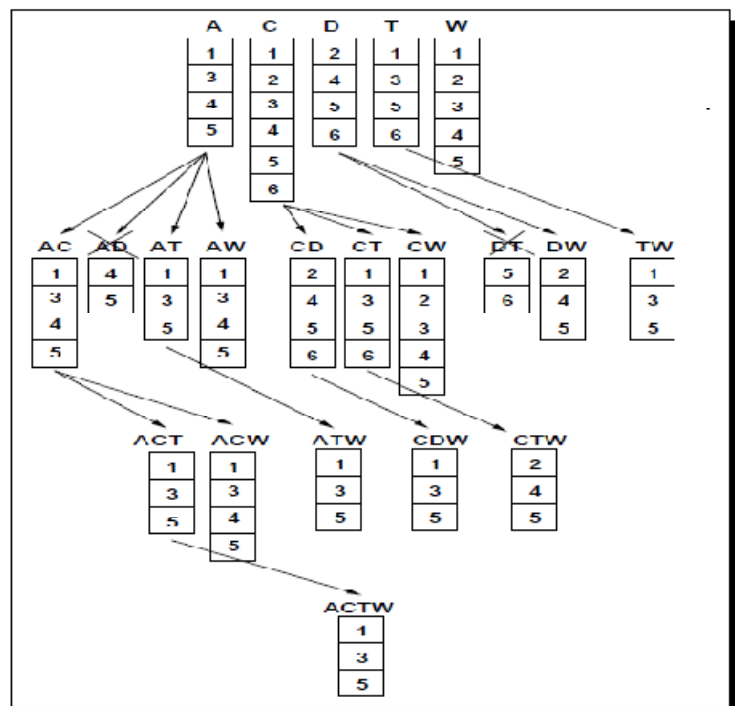 A C D T W
1 1 2 1 1
3 2 4 3 2
4 3 5 5 3
5 4 6 6 4
5 5
6
AC AD AT AW CD CT CW DT DW TW
1 4 1 1 2 1 1 5 2 1
3 5 3 3 4 3 2 6 4 3
4 5 4 5 5 3 5 5
5 5 6 6 4
5
ACT ACW ATW CDW CTW
1 1 1 1 2
3 3 3 3 4
5 4 5 5 5
5
ACTW
1
3
5